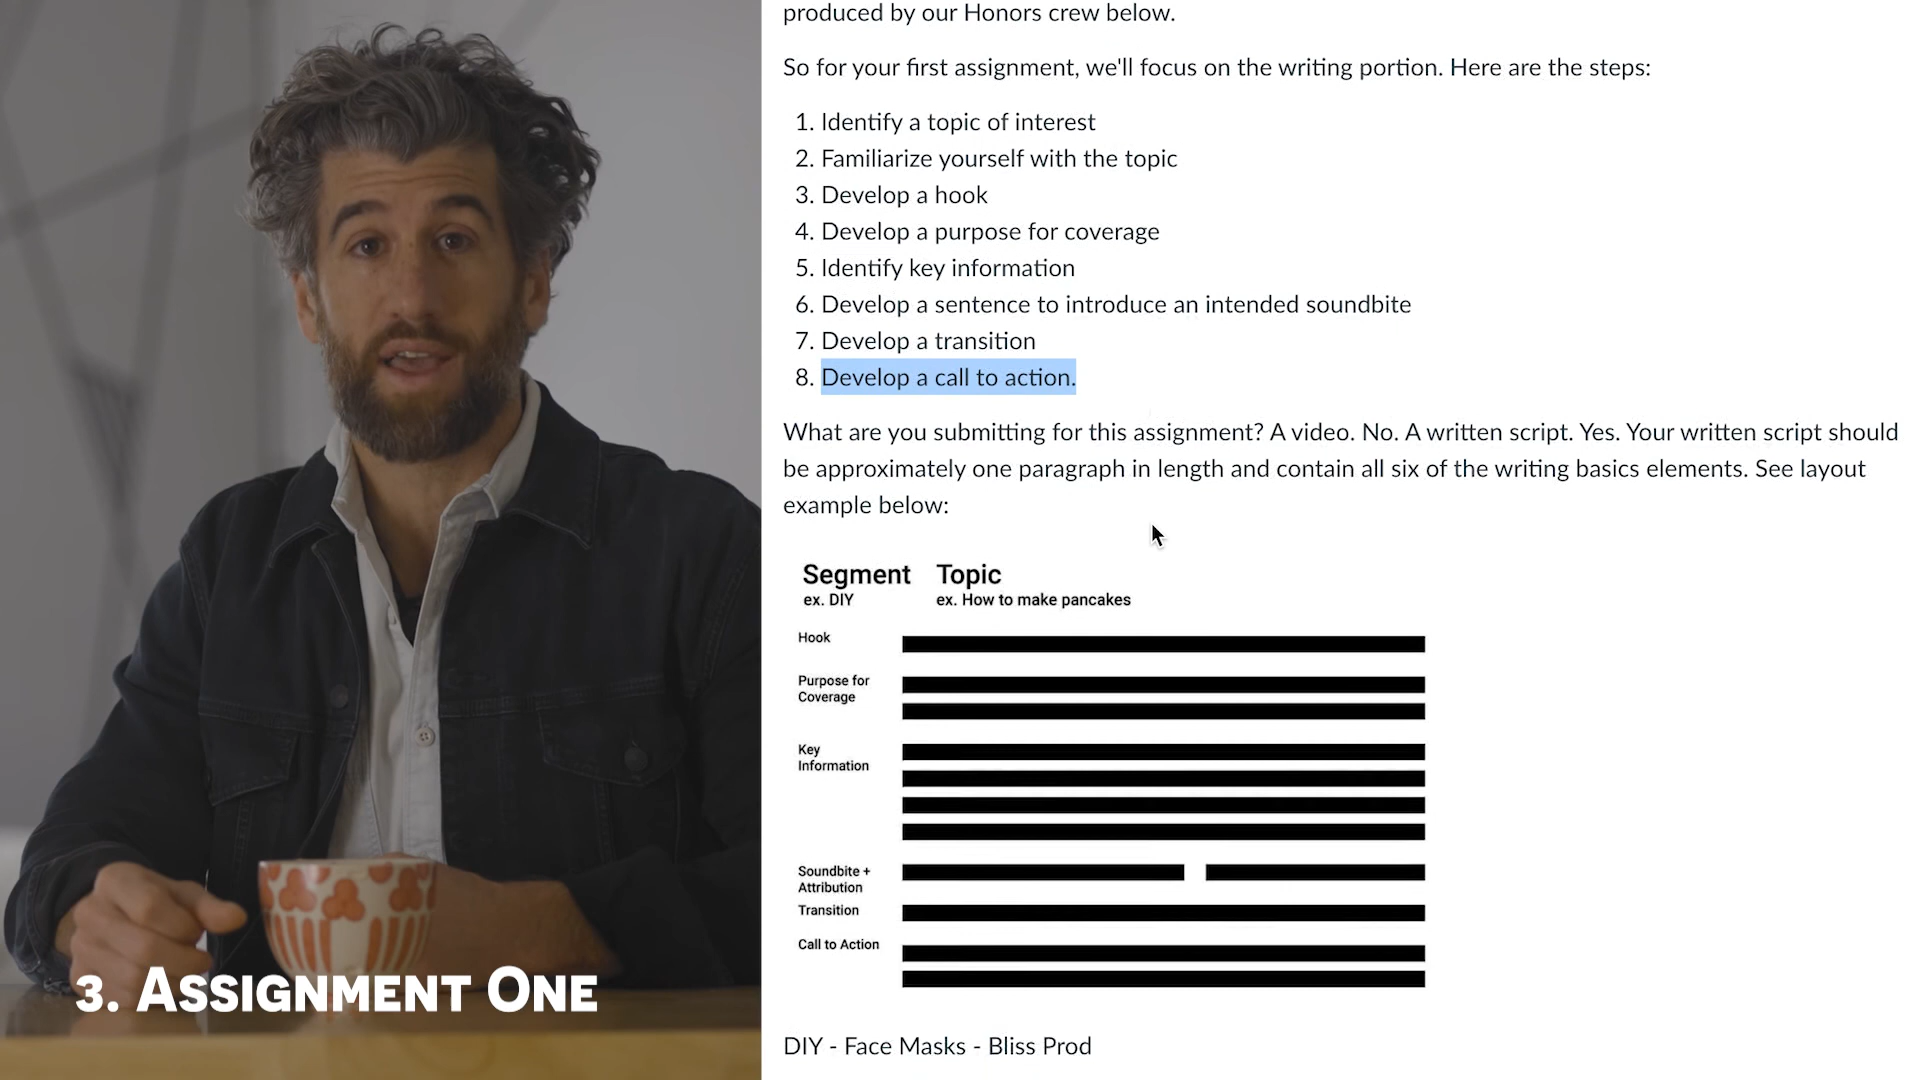 produced by our Honors crew below.
So for your first assignment, we'll focus on the writing portion. Here are the steps:
1. Identify a topic of interest
2. Familiarize yourself with the topic
3. Develop a hook
4. Develop a purpose for coverage
5. Identify key information
6. Develop a sentence to introduce an intended soundbite
7. Develop a transition
8. Develop a call to action.
What are you submitting for this assignment? A video. No. A written script. Yes. Your written script should
be approximately one paragraph in length and contain all six of the writing basics elements. See layout
example below:
Segment Topic
ex. DIY ex. How to make pancakes
Hook
Purpose for
Coverage
Key
Information
Soundbite +
Attribution
Transition
Call to Action
DIY - Face Masks - Bliss Prod
3. Assignment One